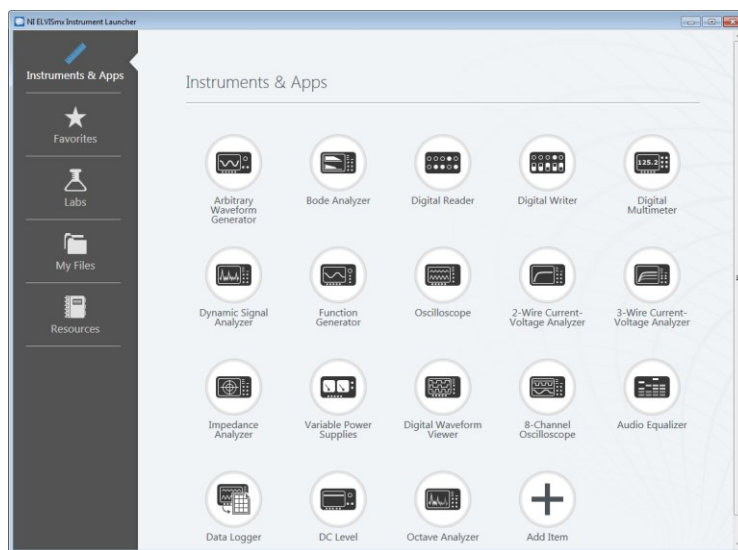 NI ELVISmx Instrument Launcher
Instruments & Apps
Favorites
Labs
My Files
Resources
Instruments & Apps
Arbitrary
Waveform
Generator
Bode Analyzer
Digital Reader
Digital Writer
125.2
Digital
Multimeter
Dynamic Signal
Analyzer
Function
Generator
Oscilloscope
2-Wire Current-
Voltage Analyzer
3-Wire Current-
Voltage Analyzer
Impedance
Analyzer
Variable Power
Supplies
Digital Waveform
Viewer
8-Channel
Oscilloscope
Audio Equalizer
Data Logger
DC Level
Octave Analyzer
Add Item